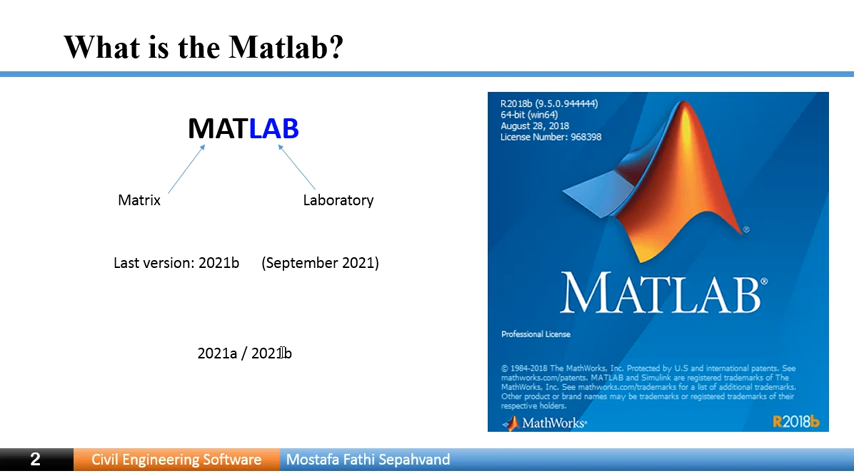 What is the Matlab?
MATLAB
Matrix
Laboratory
Last version: 2021b (September 2021)
2021a / 2021b
R2018b (9.5.0.944444)
64-bit (win64)
August 28, 2018
License Number: 968398
®
MATLAB®
Professional License
© 1984-2018 The MathWorks, Inc. Protected by U.S and international patents. See
mathworks.com/patents. MATLAB and Simulink are registered trademarks of The
MathWorks, Inc. See mathworks.com/trademarks for a list of additional trademarks.
Other product or brand names may be trademarks or registered trademarks of their
respective holders.
MathWorks®
R2018b
2
Civil Engineering Software
Mostafa Fathi Sepahvand